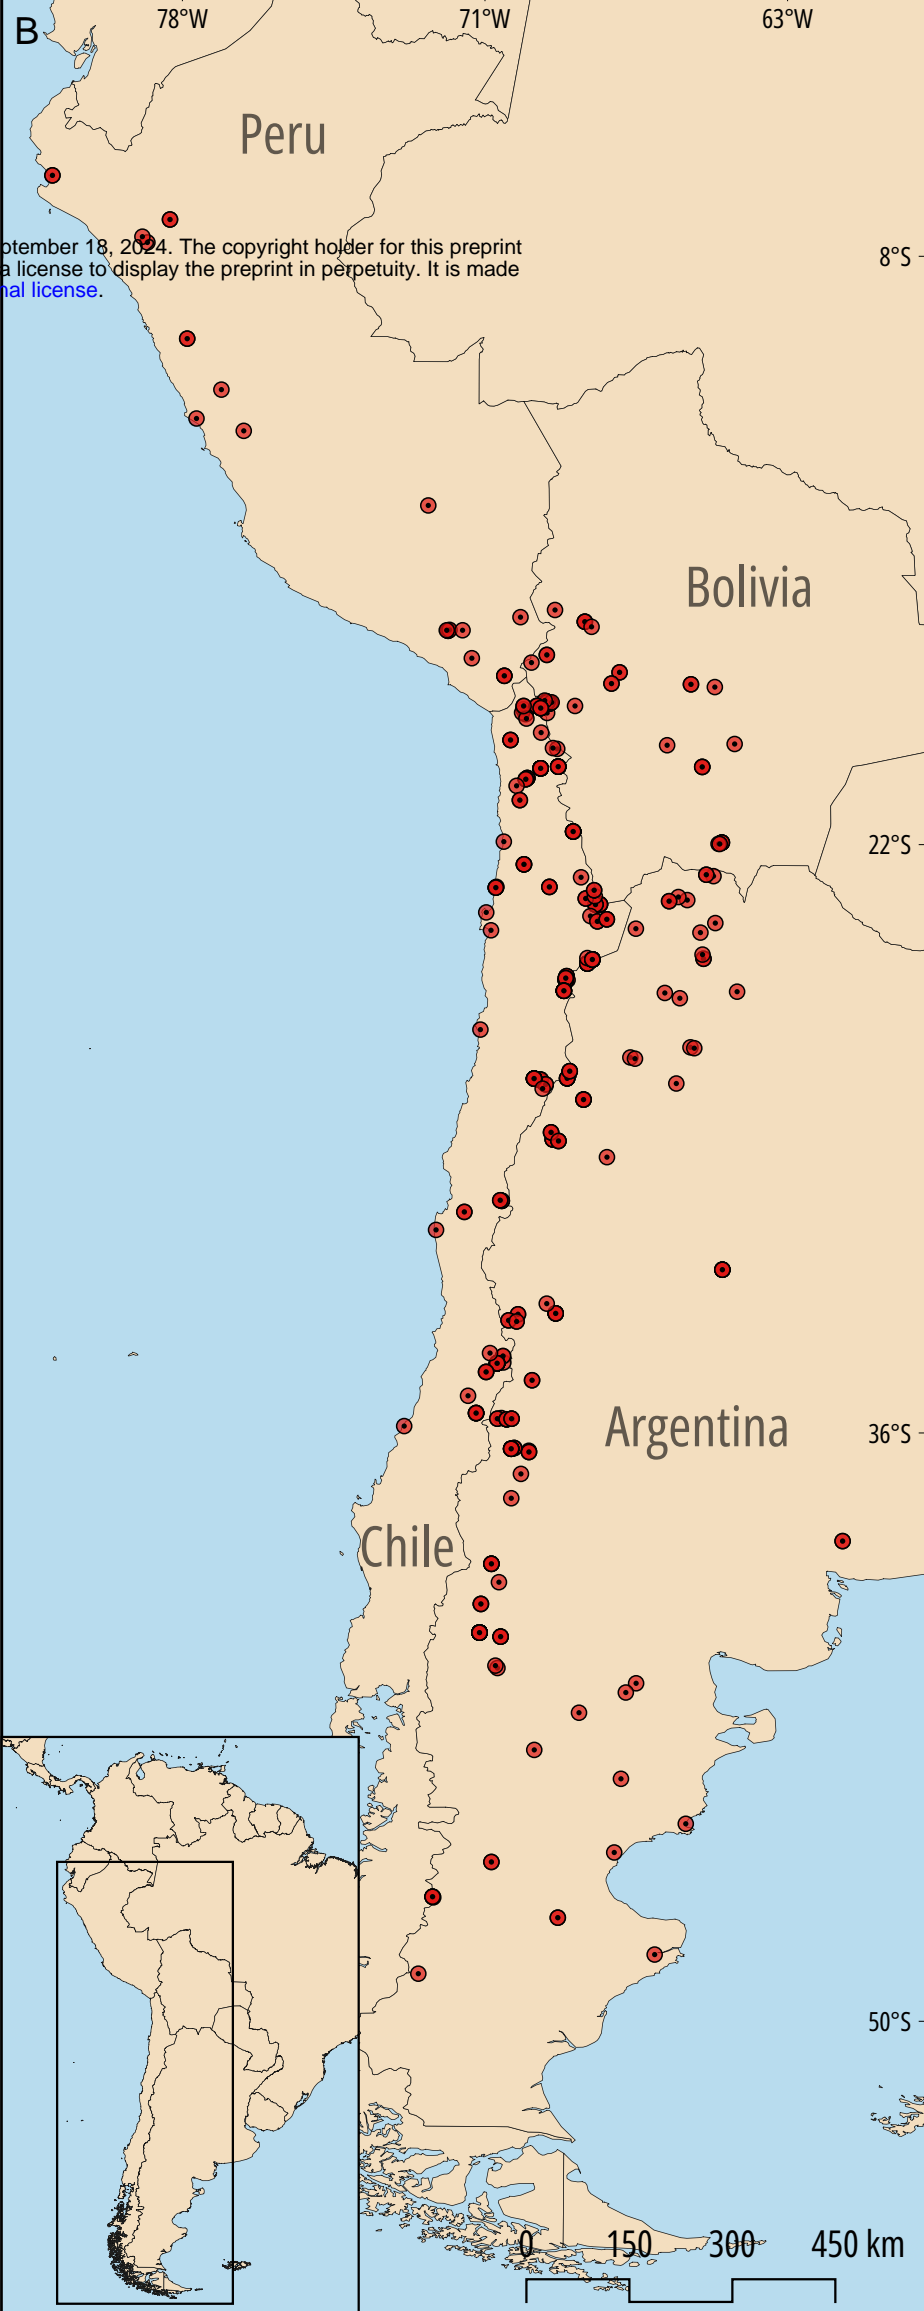 B
78°W 71°W 63°W
Peru
otember 18, 2024. The copyright holder for this preprint
8°S
a license to display the preprint in perpetuity. It is made
nal license.
Bolivia
22°S
Argentina
36°S
Chile
50°S
0 150 300 450 km